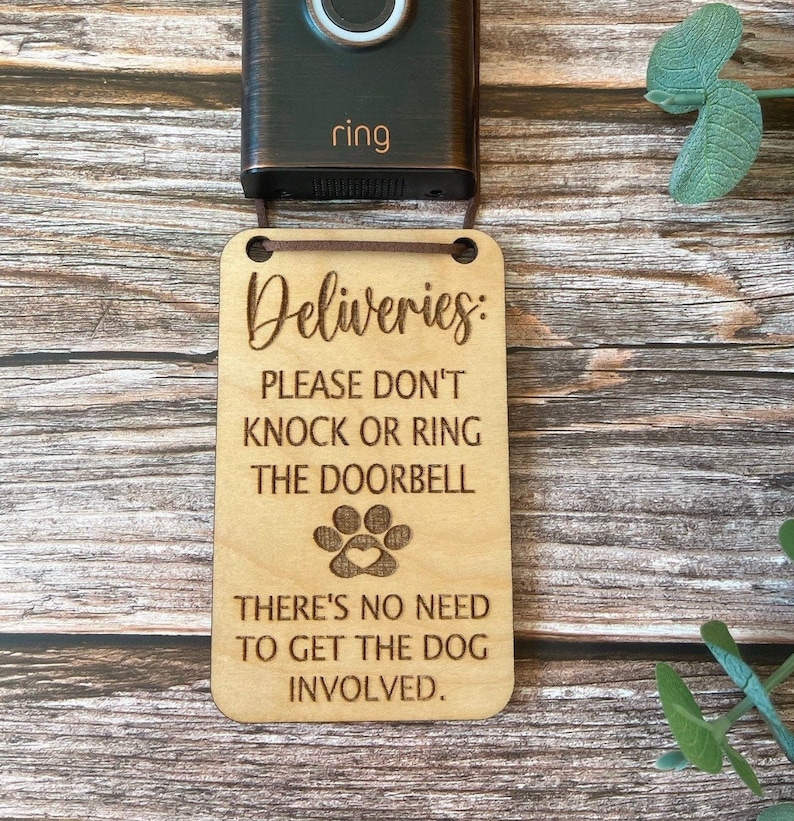 ring
Deliveries:
PLEASE DON'T
KNOCK OR RING
THE DOORBELL
THERE'S NO NEED
TO GET THE DOG
INVOLVED.